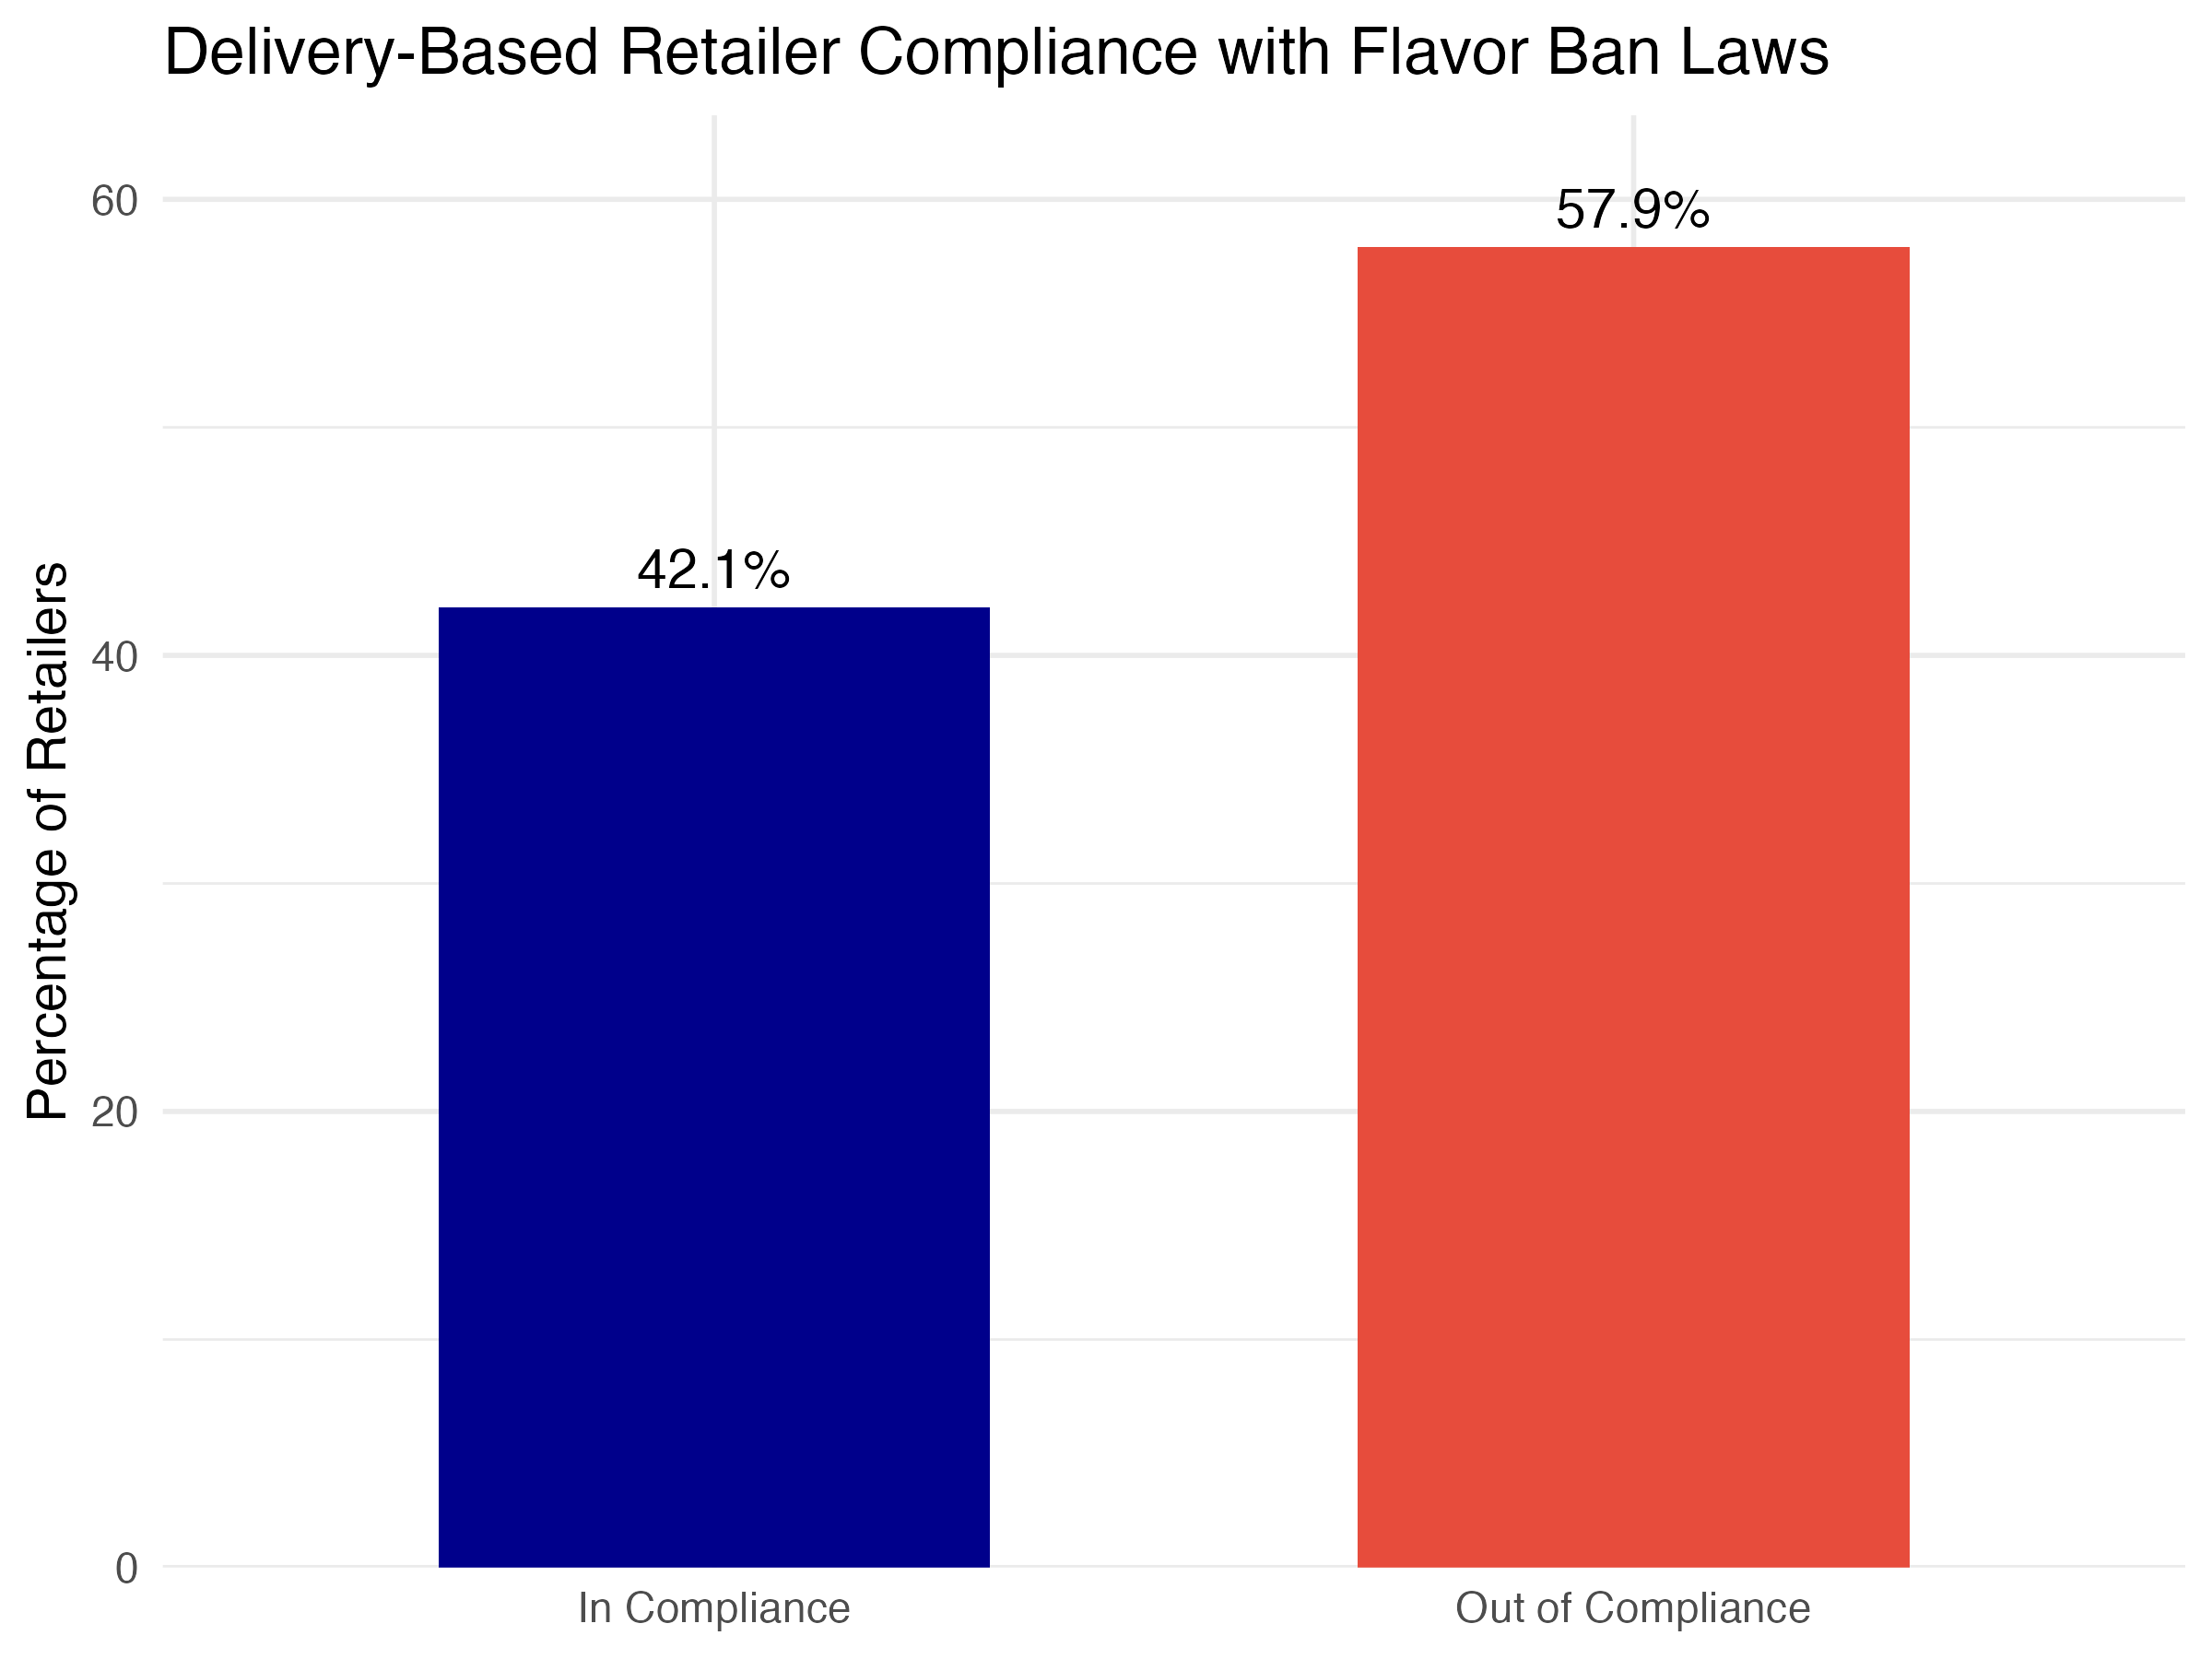 Delivery-Based Retailer Compliance with Flavor Ban Laws
Percentage of Retailers
60
40
20
0
42.1%
57.9%
In Compliance
Out of Compliance